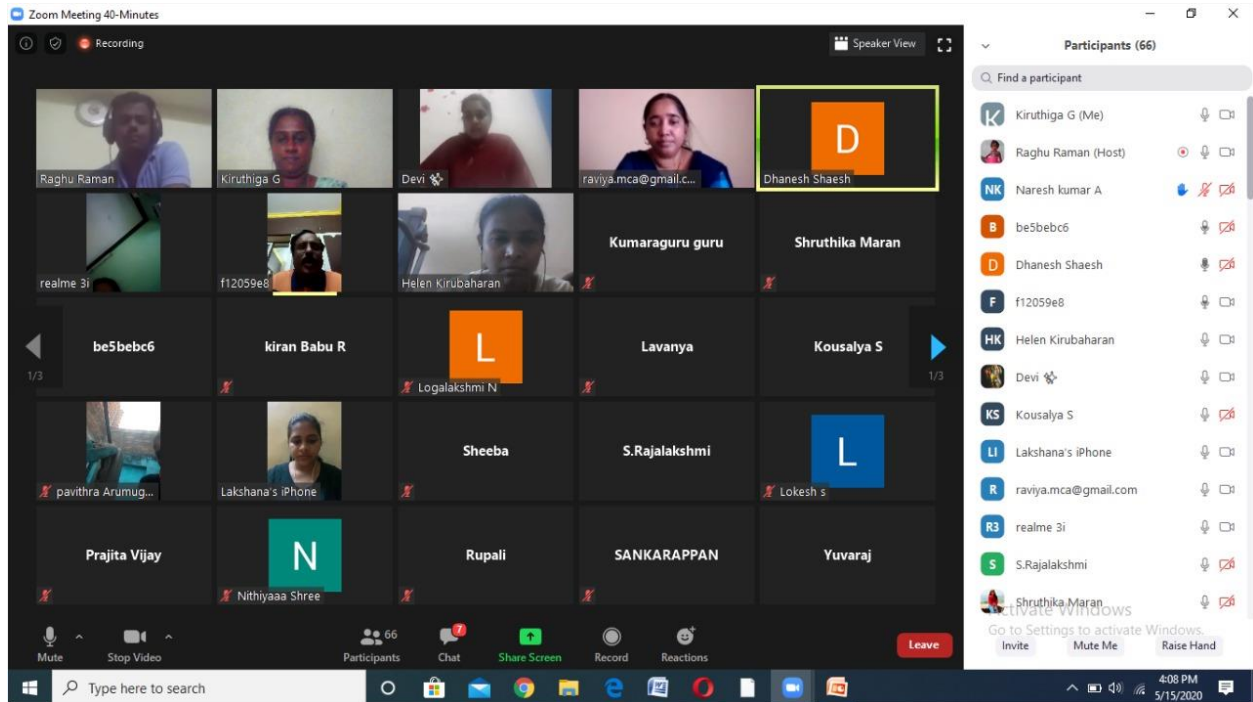 Zoom Meeting 40-Minutes
Recording
Speaker View
Raghu Raman
Kiruthiga G
Devi
raviya.mca@gmail.c...
D
Dhanesh Shaesh
realme 3i
f12059e8
Helen Kirubaharan
Kumaraguru guru
Shruthika Maran
1/3
be5bebc6
kiran Babu R
L
Logalakshmi N
Lavanya
Kousalya S
1/3
pavithra Arumug...
Lakshana's iPhone
Sheeba
S.Rajalakshmi
L
Lokesh s
Prajita Vijay
N
Nithiyaaa Shree
Rupali
SANKARAPPAN
Yuvaraj
Mute
Stop Video
66
Participants
7
Chat
Share Screen
Record
Reactions
Leave
Participants (66)
Find a participant
K Kiruthiga G (Me)
Raghu Raman (Host)
NK Naresh kumar A
B be5bebc6
D Dhanesh Shaesh
F f12059e8
HK Helen Kirubaharan
Devi
KS Kousalya S
LI Lakshana's iPhone
R raviya.mca@gmail.com
R3 realme 3i
S S.Rajalakshmi
Shruthika Maran
Activate Windows
Go to Settings to activate Windows.
Invite Mute Me Raise Hand
Type here to search
4:08 PM
5/15/2020